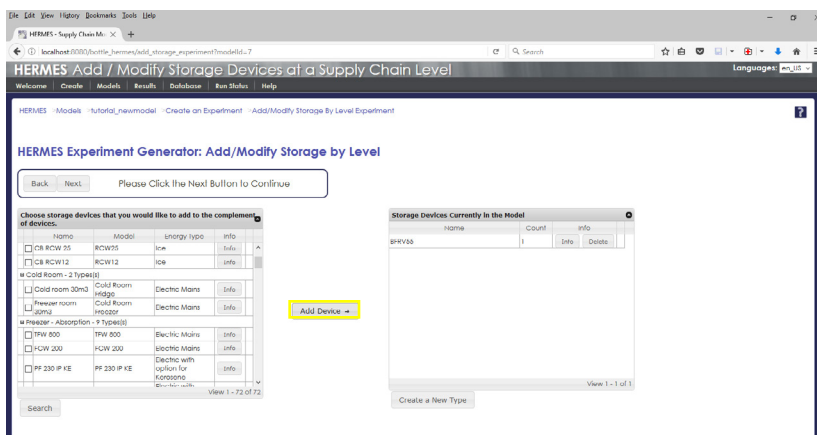 File Edit View History Bookmarks Tools Help
HERMES - Supply Chain Mo
localhost:8080/bottle_hermes/add_storage_experiment?modelId=7
Search
HERMES Add / Modify Storage Devices at a Supply Chain Level
Languages: en_US
Welcome Create Models Results Database Run Status Help
HERMES >Models >tutorial_newmodel >Create an Experiment >Add/Modify Storage By Level Experiment
?
HERMES Experiment Generator: Add/Modify Storage by Level
Back Next Please Click the Next Button to Continue
Choose storage devices that you would like to add to the complement
of devices.
Name Model Energy Type Info
CB RCW 25 RCW25 Ice Info
CB RCW12 RCW12 Ice Info
Cold Room - 2 Types(s)
Cold room 30m3 Cold Room Fridge Electric Mains Info
Freezer room 30m3 Cold Room Freezer Electric Mains Info
Freezer - Absorption - 9 Types(s)
TFW 800 TFW 800 Electric Mains Info
FCW 200 FCW 200 Electric Mains Info
PF 230 IP KE PF 230 IP KE Electric with option for Kerosene Info
Electric with
View 1 - 72 of 72
Search
Add Device →
Storage Devices Currently in the Model
Name Count Info
BFRV55 1 Info Delete
View 1 - 1 of 1
Create a New Type